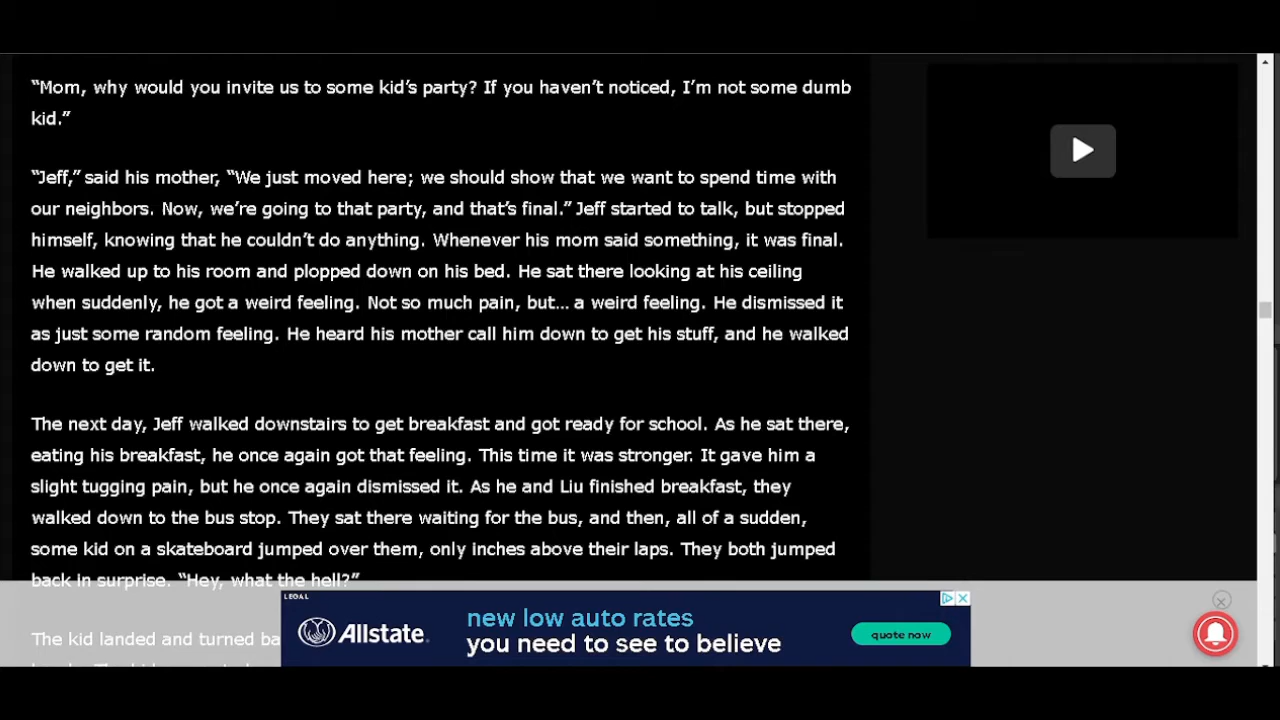 “Mom, why would you invite us to some kid’s party? If you haven’t noticed, I’m not some dumb
kid.”
“Jeff,” said his mother, “We just moved here; we should show that we want to spend time with
our neighbors. Now, we’re going to that party, and that’s final.” Jeff started to talk, but stopped
himself, knowing that he couldn’t do anything. Whenever his mom said something, it was final.
He walked up to his room and plopped down on his bed. He sat there looking at his ceiling
when suddenly, he got a weird feeling. Not so much pain, but… a weird feeling. He dismissed it
as just some random feeling. He heard his mother call him down to get his stuff, and he walked
down to get it.
The next day, Jeff walked downstairs to get breakfast and got ready for school. As he sat there,
eating his breakfast, he once again got that feeling. This time it was stronger. It gave him a
slight tugging pain, but he once again dismissed it. As he and Liu finished breakfast, they
walked down to the bus stop. They sat there waiting for the bus, and then, all of a sudden,
some kid on a skateboard jumped over them, only inches above their laps. They both jumped
back in surprise. “Hey, what the hell?”
The kid landed and turned ba
LEGAL
Allstate.
new low auto rates
you need to see to believe
quote now